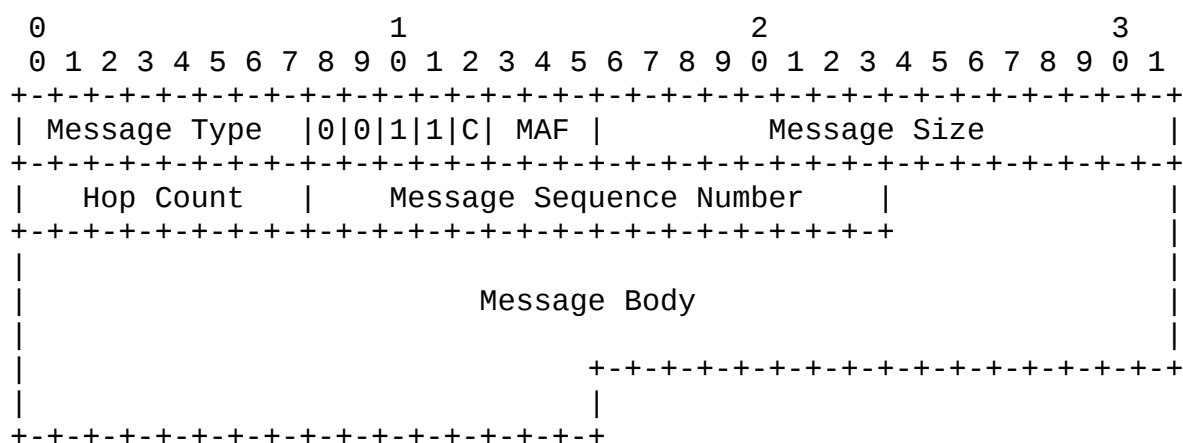 0                   1                   2                   3
 0 1 2 3 4 5 6 7 8 9 0 1 2 3 4 5 6 7 8 9 0 1 2 3 4 5 6 7 8 9 0 1
+-+-+-+-+-+-+-+-+-+-+-+-+-+-+-+-+-+-+-+-+-+-+-+-+-+-+-+-+-+-+-+-+
| Message Type  |0|0|1|1|C| MAF |         Message Size          |
+-+-+-+-+-+-+-+-+-+-+-+-+-+-+-+-+-+-+-+-+-+-+-+-+-+-+-+-+-+-+-+-+
|   Hop Count   |    Message Sequence Number    |               |
+-+-+-+-+-+-+-+-+-+-+-+-+-+-+-+-+-+-+-+-+-+-+-+-+               |
|                                                               |
|                         Message Body                          |
|                                                               |
|                               +-+-+-+-+-+-+-+-+-+-+-+-+-+-+-+-+
|                               |
+-+-+-+-+-+-+-+-+-+-+-+-+-+-+-+-+